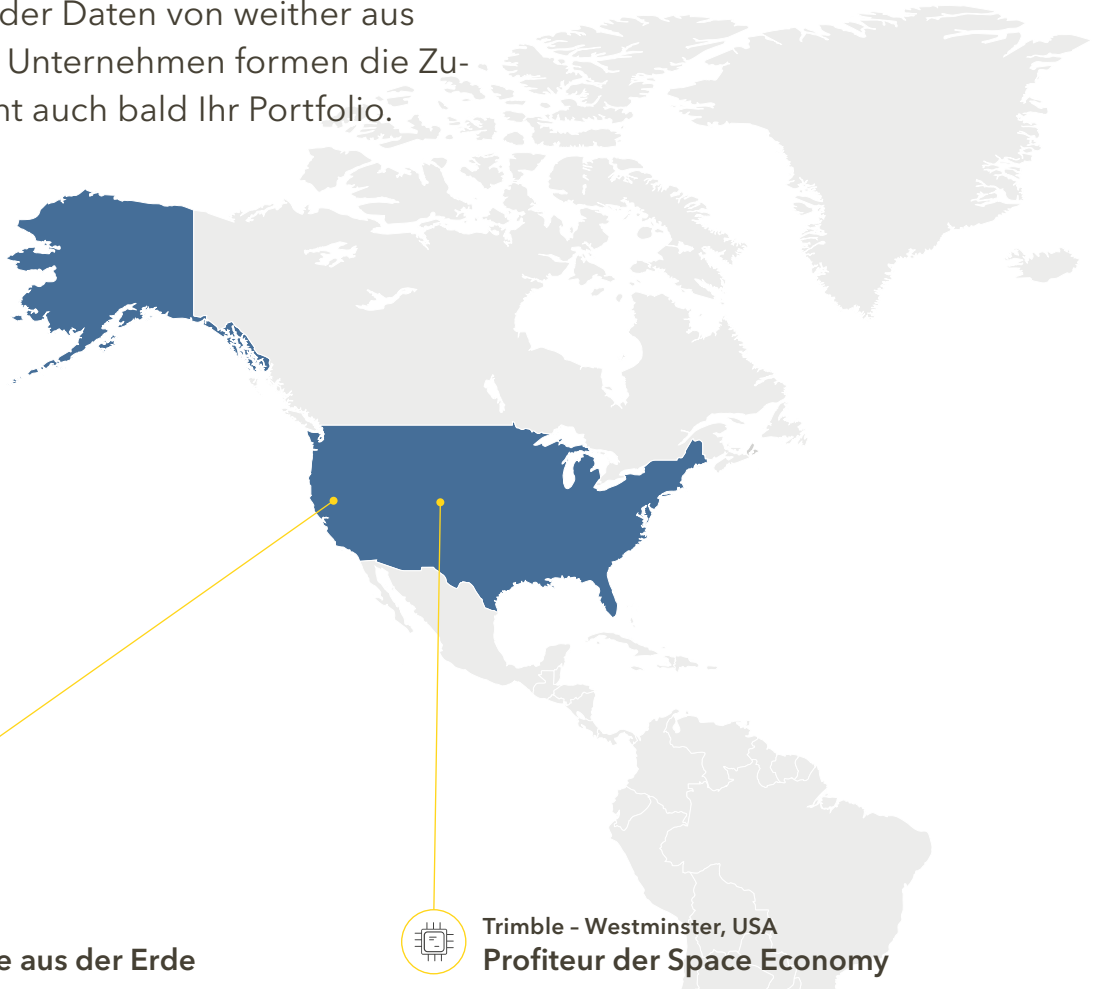 der Daten von weither aus
Unternehmen formen die Zu-
auch bald Ihr Portfolio.
Trimble – Westminster, USA
aus der Erde
Profiteur der Space Economy